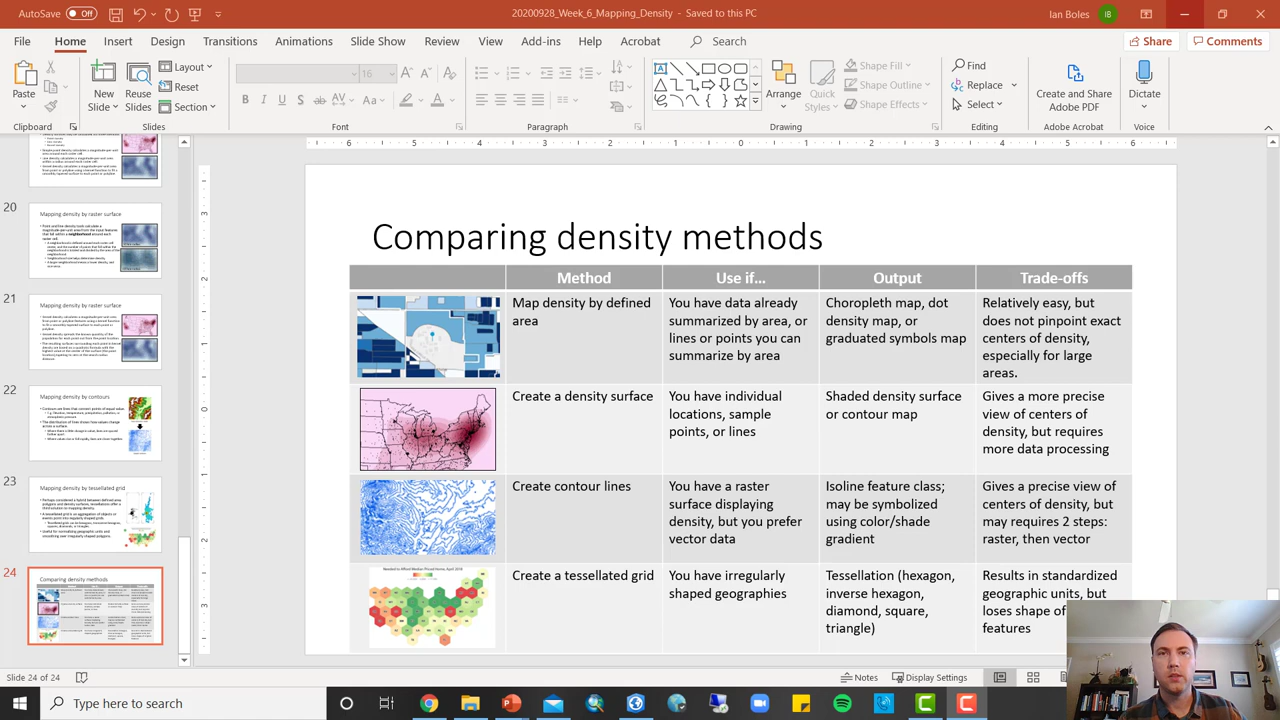 AutoSave Off
20200928_Week_6_Mapping_Density - Saved to this PC
Ian Boles IB
File Home Insert Design Transitions Animations Slide Show Review View Add-ins Help Acrobat Search Share Comments
Paste
New Slide
Reuse Slides
Layout
Reset
Section
16
Arrange
Quick Styles
Shape Fill
Shape Outline
Shape Effects
Find
Replace
Select
Create and Share Adobe PDF
Dictate
Clipboard Slides Font Paragraph Drawing Editing Adobe Acrobat Voice
20
Mapping density by raster surface
21
Mapping density by raster surface
22
Mapping density by contours
23
Mapping density by tessellated grid
24
Comparing density methods
Comparing density methods
Method Use if... Output Trade-offs
Map density by defined area
You have data already summarized by area, or lines or points you can summarize by area
Choropleth map, dot density map, or graduated symbols map
Relatively easy, but does not pinpoint exact centers of density, especially for large areas.
Create a density surface
You have individual locations, sample points, or lines
Shaded density surface or contour map
Gives a more precise view of centers of density, but requires more data processing
Create contour lines
You have a raster surface displaying density, but you prefer vector data
Isoline feature class; may be symbolized using color/shade gradient
Gives a precise view of centers of density, but may requires 2 steps: raster, then vector
Create a tessellated grid
You have irregularly shaped geographies
Tessellation (hexagon, inverse hexagon, diamond, square, triangle)
Results in standardized geographic units, but loses shape of features
Slide 24 of 24
Notes
Display Settings
Type here to search